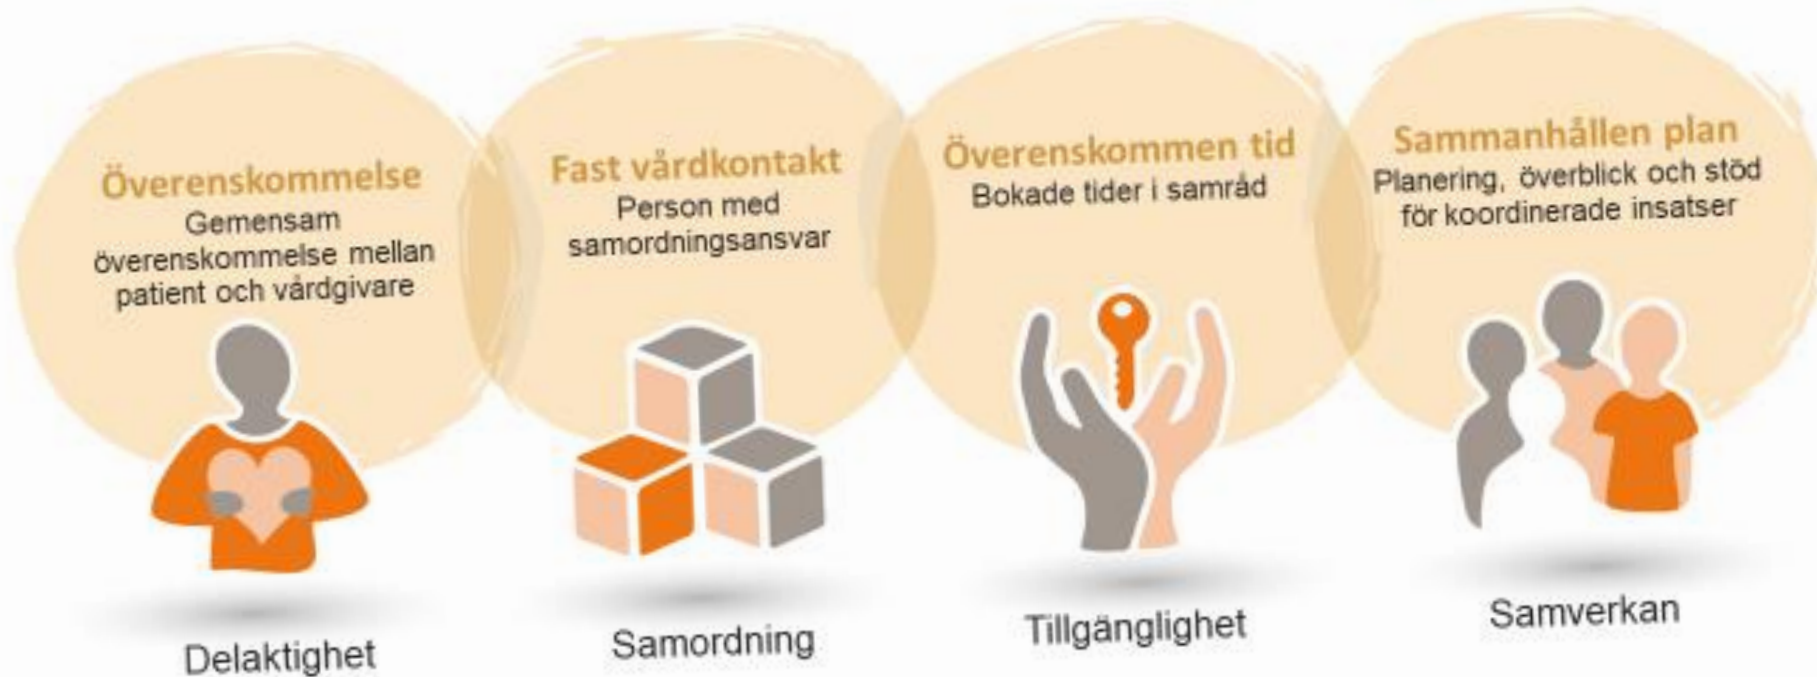 Överenskommelse
Gemensam
överenskommelse mellan
patient och vårdgivare
Delaktighet
Fast vårdkontakt
Person med
samordningsansvar
Samordning
Överenskommen tid
Bokade tider i samråd
Tillgänglighet
Sammanhållen plan
Planering, överblick och stöd
för koordinerade insatser
Samverkan